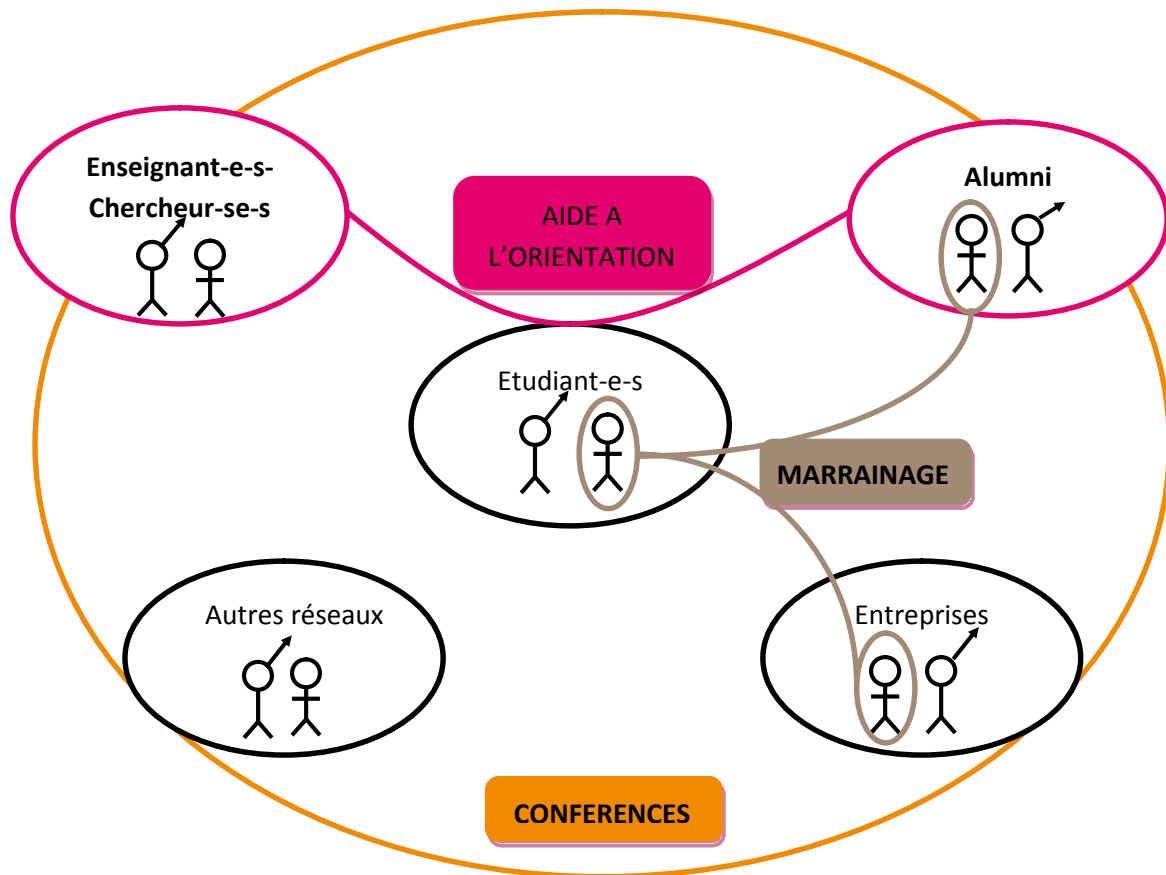 Enseignant-e-s-
Chercheur-se-s
Alumni
AIDE A
L’ORIENTATION
Etudiant-e-s
MARRAINAGE
Autres réseaux
Entreprises
CONFERENCES